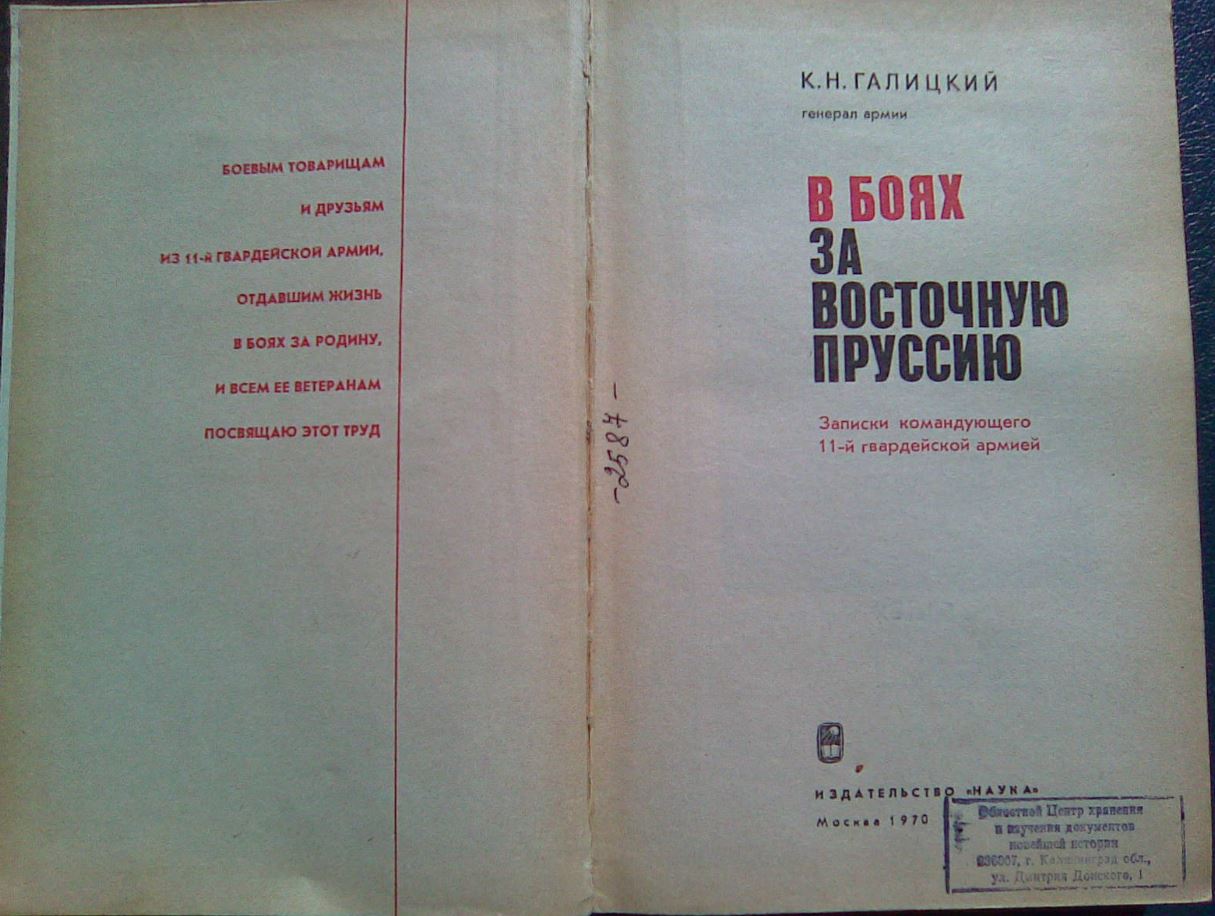 БОЕВЫМ ТОВАРИЩАМ
И ДРУЗЬЯМ
ИЗ 11-й ГВАРДЕЙСКОЙ АРМИИ,
ОТДАВШИМ ЖИЗНЬ
В БОЯХ ЗА РОДИНУ,
И ВСЕМ ЕЕ ВЕТЕРАНАМ
ПОСВЯЩАЮ ЭТОТ ТРУД
-2587-
К.Н.ГАЛИЦКИЙ
генерал армии
В БОЯХ
ЗА
ВОСТОЧНУЮ
ПРУССИЮ
Записки командующего
11-й гвардейской армией
ИЗДАТЕЛЬСТВО «НАУКА»
Москва 1970
Областной Центр хранения
и изучения документов
новейшей истории
236007, г. Калининград обл.,
ул. Дмитрия Донского, 1